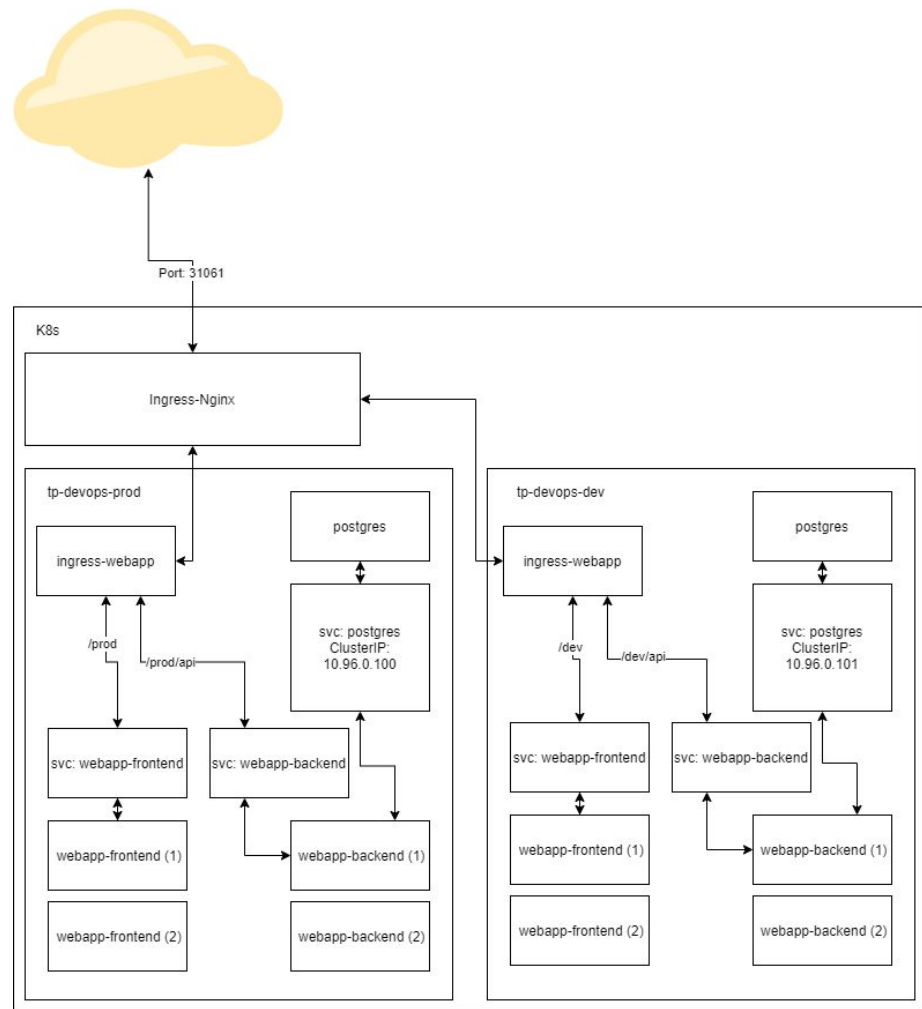 Port: 31061
K8s
Ingress-Nginx
tp-devops-prod
postgres
ingress-webapp
/prod
/prod/api
svc: postgres
ClusterIP:
10.96.0.100
svc: webapp-frontend
svc: webapp-backend
webapp-frontend (1)
webapp-backend (1)
webapp-frontend (2)
webapp-backend (2)
tp-devops-dev
postgres
ingress-webapp
/dev
/dev/api
svc: postgres
ClusterIP:
10.96.0.101
svc: webapp-frontend
svc: webapp-backend
webapp-frontend (1)
webapp-backend (1)
webapp-frontend (2)
webapp-backend (2)